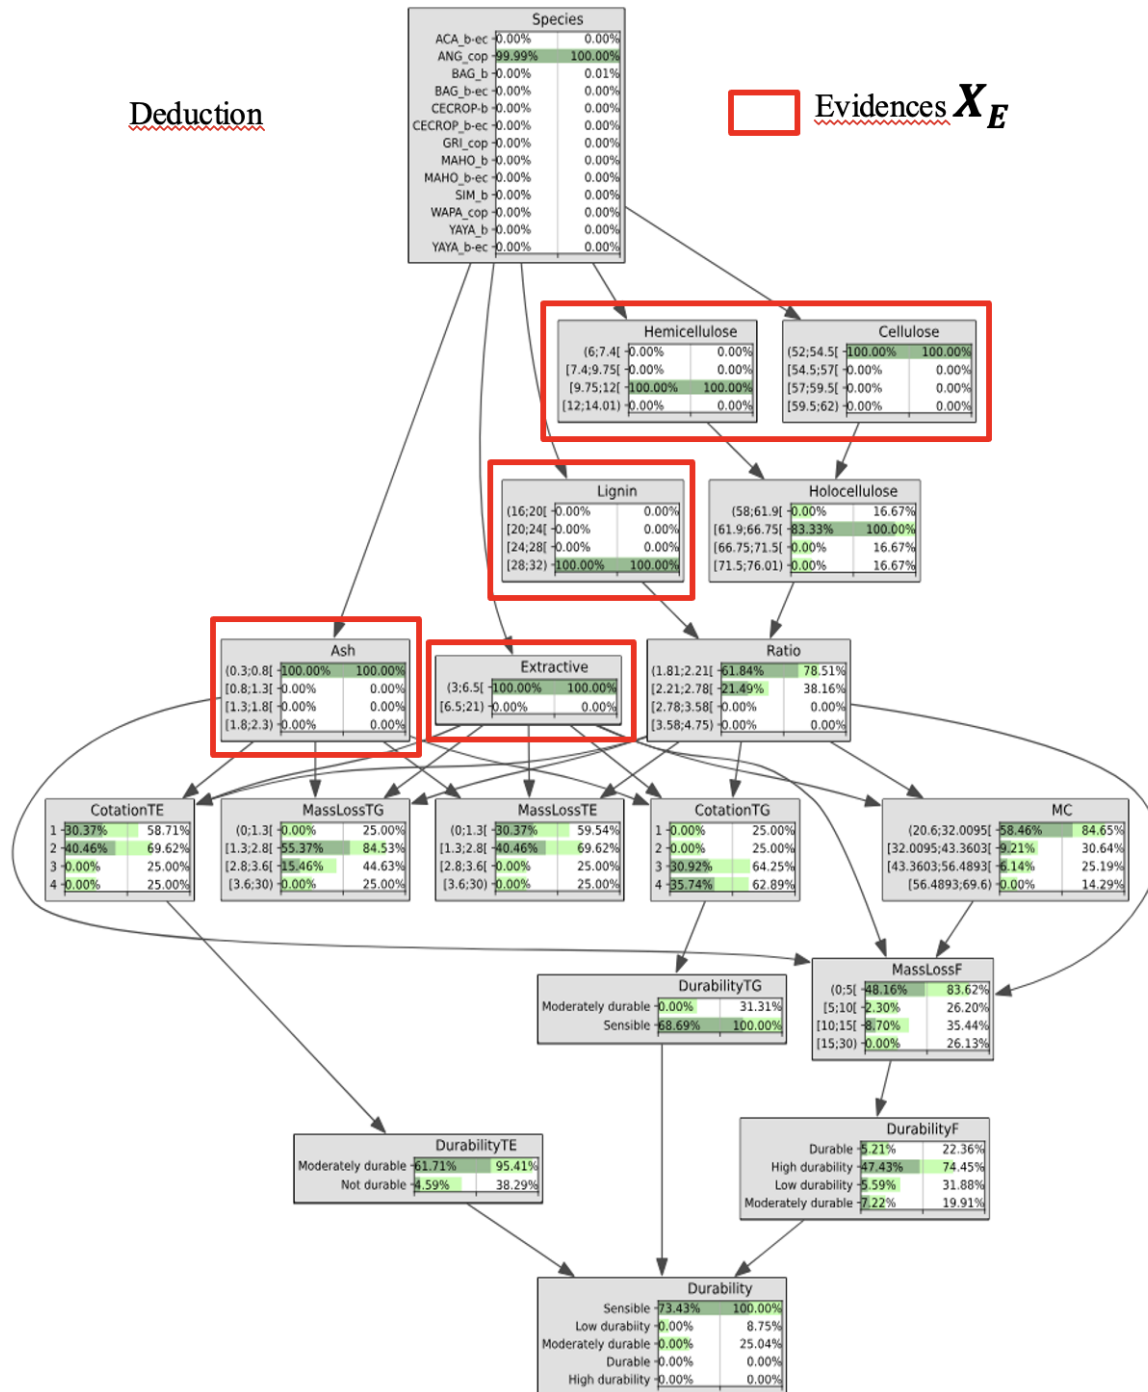 Species
ACA_b-ec 0.00% 0.00%
ANG_cop 99.99% 100.00%
BAG_b 0.00% 0.01%
BAG_b-ec 0.00% 0.00%
CECROP-b 0.00% 0.00%
CECROP_b-ec 0.00% 0.00%
GRI_cop 0.00% 0.00%
MAHO_b 0.00% 0.00%
MAHO_b-ec 0.00% 0.00%
SIM_b 0.00% 0.00%
WAPA_cop 0.00% 0.00%
YAYA_b 0.00% 0.00%
YAYA_b-ec 0.00% 0.00%
Deduction
Evidences X_E
Hemicellulose
(6;7.4[ 0.00% 0.00%
[7.4;9.75[ 0.00% 0.00%
[9.75;12[ 100.00% 100.00%
[12;14.01) 0.00% 0.00%
Cellulose
(52;54.5[ 100.00% 100.00%
[54.5;57[ 0.00% 0.00%
[57;59.5[ 0.00% 0.00%
[59.5;62) 0.00% 0.00%
Lignin
(16;20[ 0.00% 0.00%
[20;24[ 0.00% 0.00%
[24;28[ 0.00% 0.00%
[28;32) 100.00% 100.00%
Holocellulose
(58;61.9[ 0.00% 16.67%
[61.9;66.75[ 83.33% 100.00%
[66.75;71.5[ 0.00% 16.67%
[71.5;76.01) 0.00% 16.67%
Ash
(0.3;0.8[ 100.00% 100.00%
[0.8;1.3[ 0.00% 0.00%
[1.3;1.8[ 0.00% 0.00%
[1.8;2.3) 0.00% 0.00%
Extractive
(3;6.5[ 100.00% 100.00%
[6.5;21) 0.00% 0.00%
Ratio
(1.81;2.21[ 61.84% 78.51%
[2.21;2.78[ 21.49% 38.16%
[2.78;3.58[ 0.00% 0.00%
[3.58;4.75) 0.00% 0.00%
CotationTE
1 30.37% 58.71%
2 40.46% 69.62%
3 0.00% 25.00%
4 0.00% 25.00%
MassLossTG
(0;1.3[ 0.00% 25.00%
[1.3;2.8[ 55.37% 84.53%
[2.8;3.6[ 15.46% 44.63%
[3.6;30) 0.00% 25.00%
MassLossTE
(0;1.3[ 30.37% 59.54%
[1.3;2.8[ 40.46% 69.62%
[2.8;3.6[ 0.00% 25.00%
[3.6;30) 0.00% 25.00%
CotationTG
1 0.00% 25.00%
2 0.00% 25.00%
3 30.92% 64.25%
4 35.74% 62.89%
MC
(20.6;32.0095[ 58.46% 84.65%
[32.0095;43.3603[ 9.21% 30.64%
[43.3603;56.4893[ 6.14% 25.19%
[56.4893;69.6) 0.00% 14.29%
MassLossF
(0;5[ 48.16% 83.62%
[5;10[ 2.30% 26.20%
[10;15[ 8.70% 35.44%
[15;30) 0.00% 26.13%
DurabilityTG
Moderately durable 0.00% 31.31%
Sensible 68.69% 100.00%
DurabilityTE
Moderately durable 61.71% 95.41%
Not durable 4.59% 38.29%
DurabilityF
Durable 5.21% 22.36%
High durability 47.43% 74.45%
Low durability 5.59% 31.88%
Moderately durable 7.22% 19.91%
Durability
Sensible 73.43% 100.00%
Low durabiity 0.00% 8.75%
Moderately durable 0.00% 25.04%
Durable 0.00% 0.00%
High durability 0.00% 0.00%